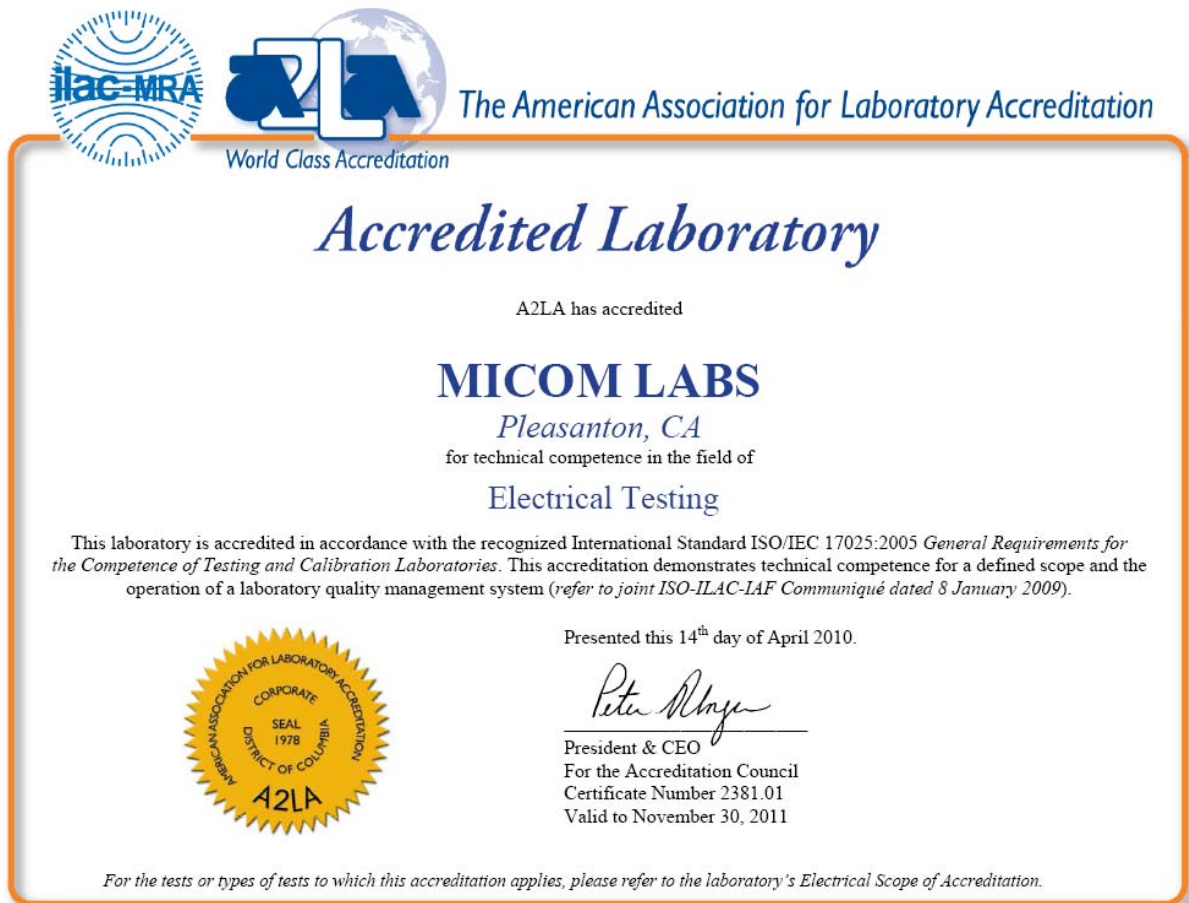 ilac-MRA
A2LA
The American Association for Laboratory Accreditation
World Class Accreditation
Accredited Laboratory
A2LA has accredited
MICOM LABS
Pleasanton, CA
for technical competence in the field of
Electrical Testing
This laboratory is accredited in accordance with the recognized International Standard ISO/IEC 17025:2005 General Requirements for
the Competence of Testing and Calibration Laboratories. This accreditation demonstrates technical competence for a defined scope and the
operation of a laboratory quality management system (refer to joint ISO-ILAC-IAF Communiqué dated 8 January 2009).
AMERICAN ASSOCIATION FOR LABORATORY ACCREDITATION
CORPORATE
SEAL
1978
DISTRICT OF COLUMBIA
A2LA
Presented this 14th day of April 2010.
President & CEO
For the Accreditation Council
Certificate Number 2381.01
Valid to November 30, 2011
For the tests or types of tests to which this accreditation applies, please refer to the laboratory's Electrical Scope of Accreditation.